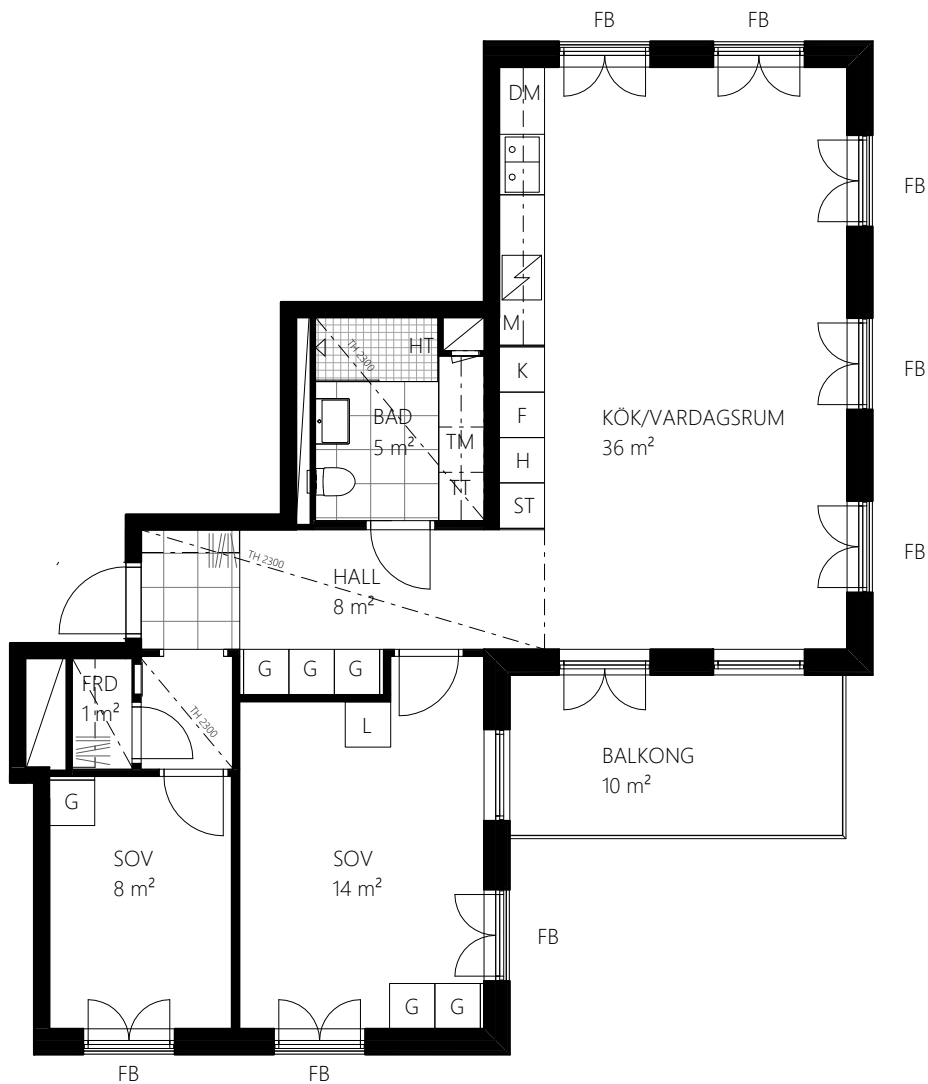 FB
FB
DM
FB
M
HT
TH 2300
K
FB
F
BAD
5 m²
KÖK/VARDAGSRUM
36 m²
TM
H
TT
ST
TH 2300
FB
HALL
8 m²
G
G
G
FRD
1 m²
TH 2300
L
BALKONG
10 m²
G
SOV
8 m²
SOV
14 m²
FB
G
G
FB
FB